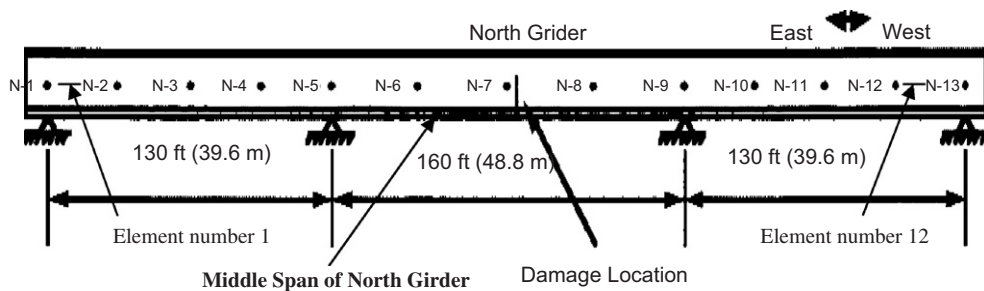 North Grider
East West
N-1 N-2 N-3 N-4 N-5 N-6 N-7 N-8 N-9 N-10 N-11 N-12 N-13
130 ft (39.6 m) 160 ft (48.8 m) 130 ft (39.6 m)
Element number 1 Element number 12
Middle Span of North Girder Damage Location